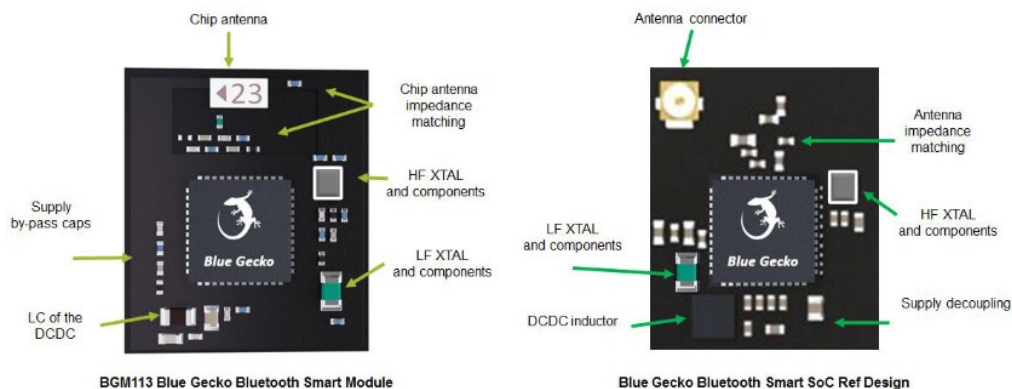 Chip antenna
◄23
Chip antenna
impedance
matching
HF XTAL
and components
Supply
by-pass caps
Blue Gecko
LF XTAL
and components
LC of the
DCDC
BGM113 Blue Gecko Bluetooth Smart Module
Antenna connector
Antenna
impedance
matching
HF XTAL
and components
LF XTAL
and components
Blue Gecko
DCDC inductor
Supply decoupling
Blue Gecko Bluetooth Smart SoC Ref Design